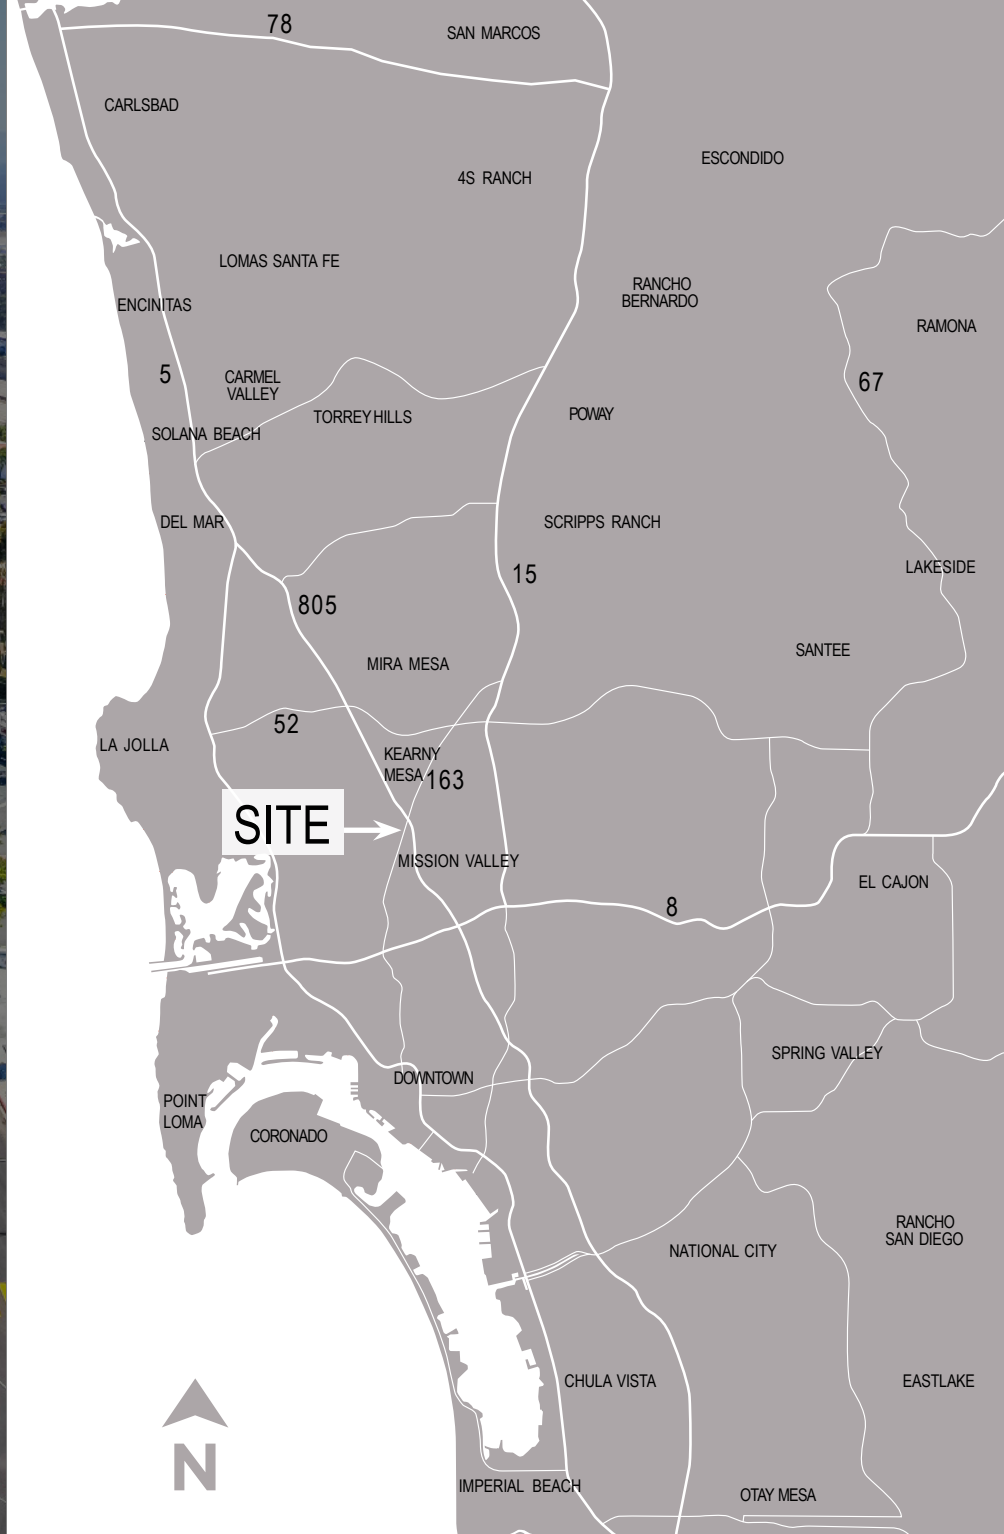 78
SAN MARCOS
CARLSBAD
ESCONDIDO
4S RANCH
LOMAS SANTA FE
RANCHO
BERNARDO
ENCINITAS
RAMONA
5
CARMEL
VALLEY
67
TORREY HILLS
POWAY
SOLANA BEACH
DEL MAR
SCRIPPS RANCH
15
LAKESIDE
805
SANTEE
MIRA MESA
52
LA JOLLA
KEARNY
MESA
163
SITE
MISSION VALLEY
EL CAJON
8
SPRING VALLEY
DOWNTOWN
POINT
LOMA
CORONADO
RANCHO
SAN DIEGO
NATIONAL CITY
CHULA VISTA
EASTLAKE
N
IMPERIAL BEACH
OTAY MESA